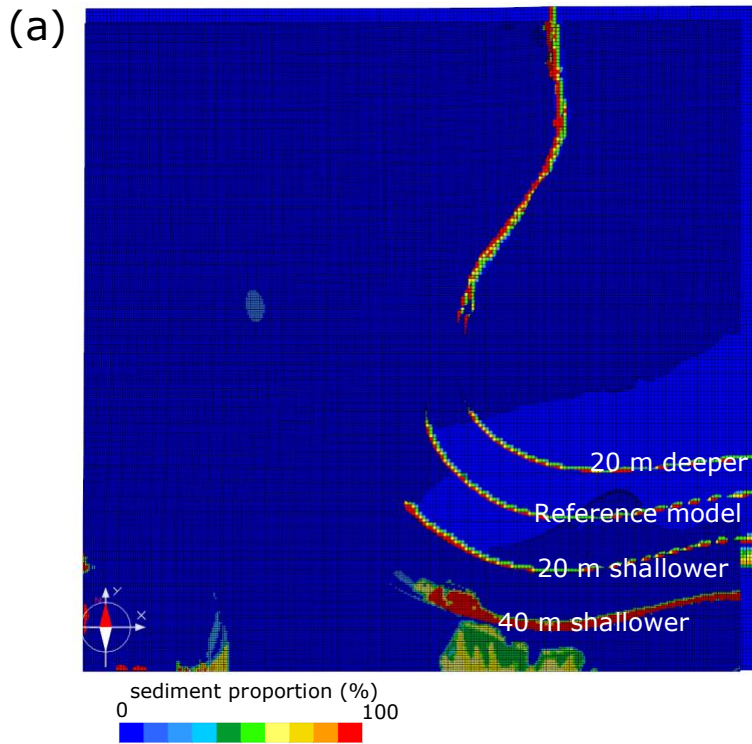 (a)
20 m deeper
Reference model
20 m shallower
40 m shallower
Y
X
sediment proportion (%)
0 100